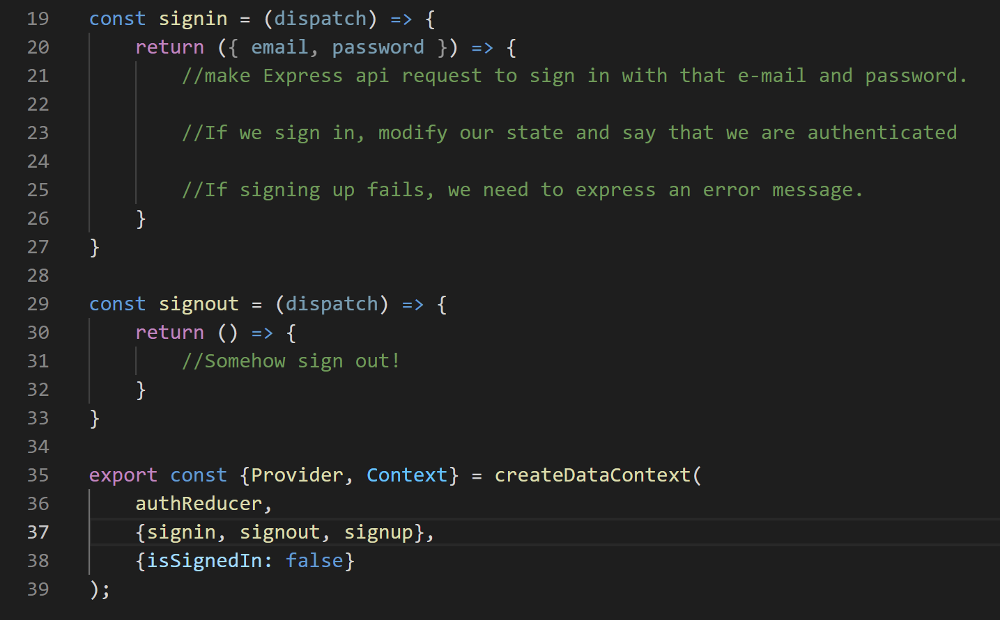 19 const signin = (dispatch) => {
20     return ({ email, password }) => {
21         //make Express api request to sign in with that e-mail and password.
22
23         //If we sign in, modify our state and say that we are authenticated
24
25         //If signing up fails, we need to express an error message.
26     }
27 }
28
29 const signout = (dispatch) => {
30     return () => {
31         //Somehow sign out!
32     }
33 }
34
35 export const {Provider, Context} = createDataContext(
36     authReducer,
37     {signin, signout, signup},
38     {isSignedIn: false}
39 );